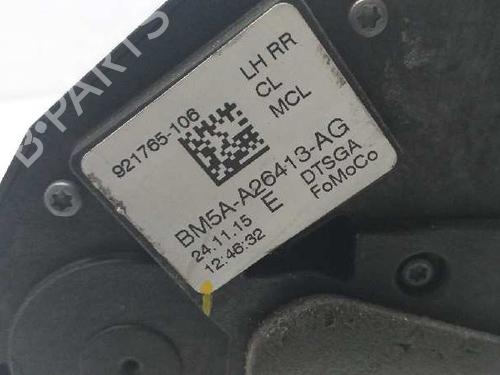 B-PARTS
921765-106
LH RR
CL
MCL
BM5A-A26413-AG
24.11.15 E DTSGA
12:46:32 FoMoCo